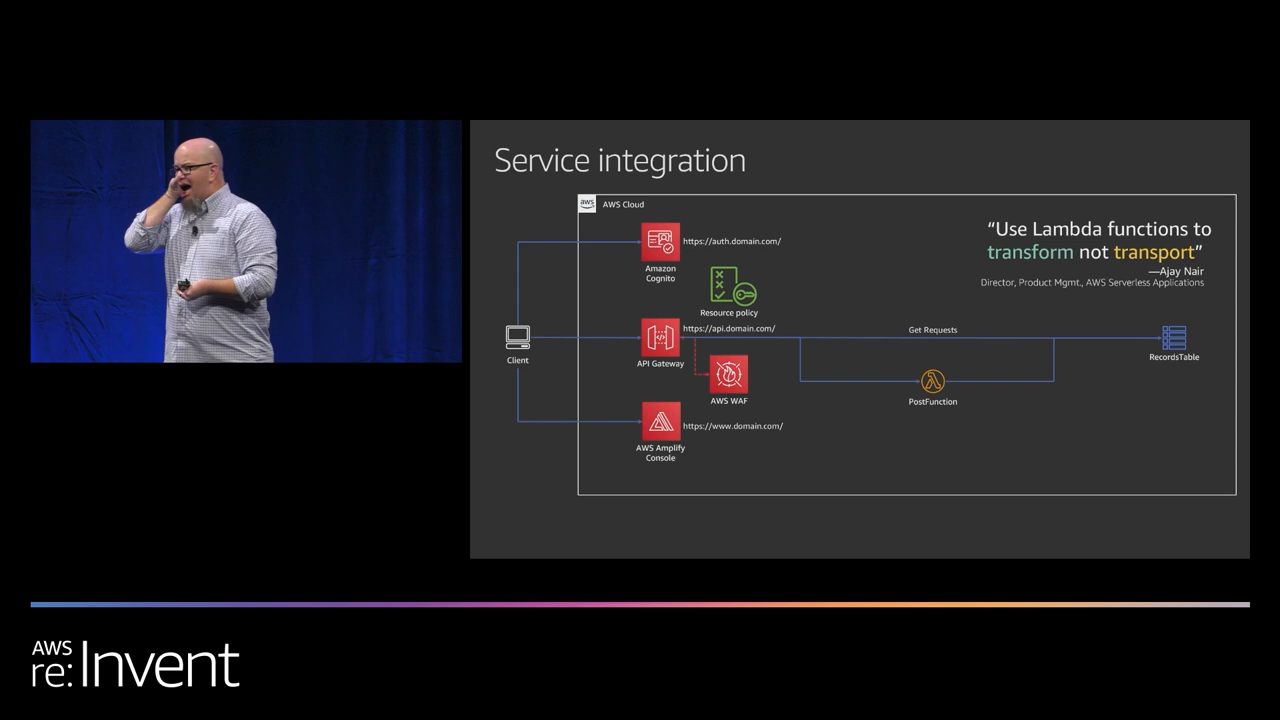 Service integration
aws
AWS Cloud
"Use Lambda functions to
transform not transport"
—Ajay Nair
Director, Product Mgmt., AWS Serverless Applications
https://auth.domain.com/
Amazon
Cognito
Resource policy
https://api.domain.com/
Get Requests
Client
API Gateway
RecordsTable
AWS WAF
PostFunction
https://www.domain.com/
AWS Amplify
Console
AWS
re:Invent